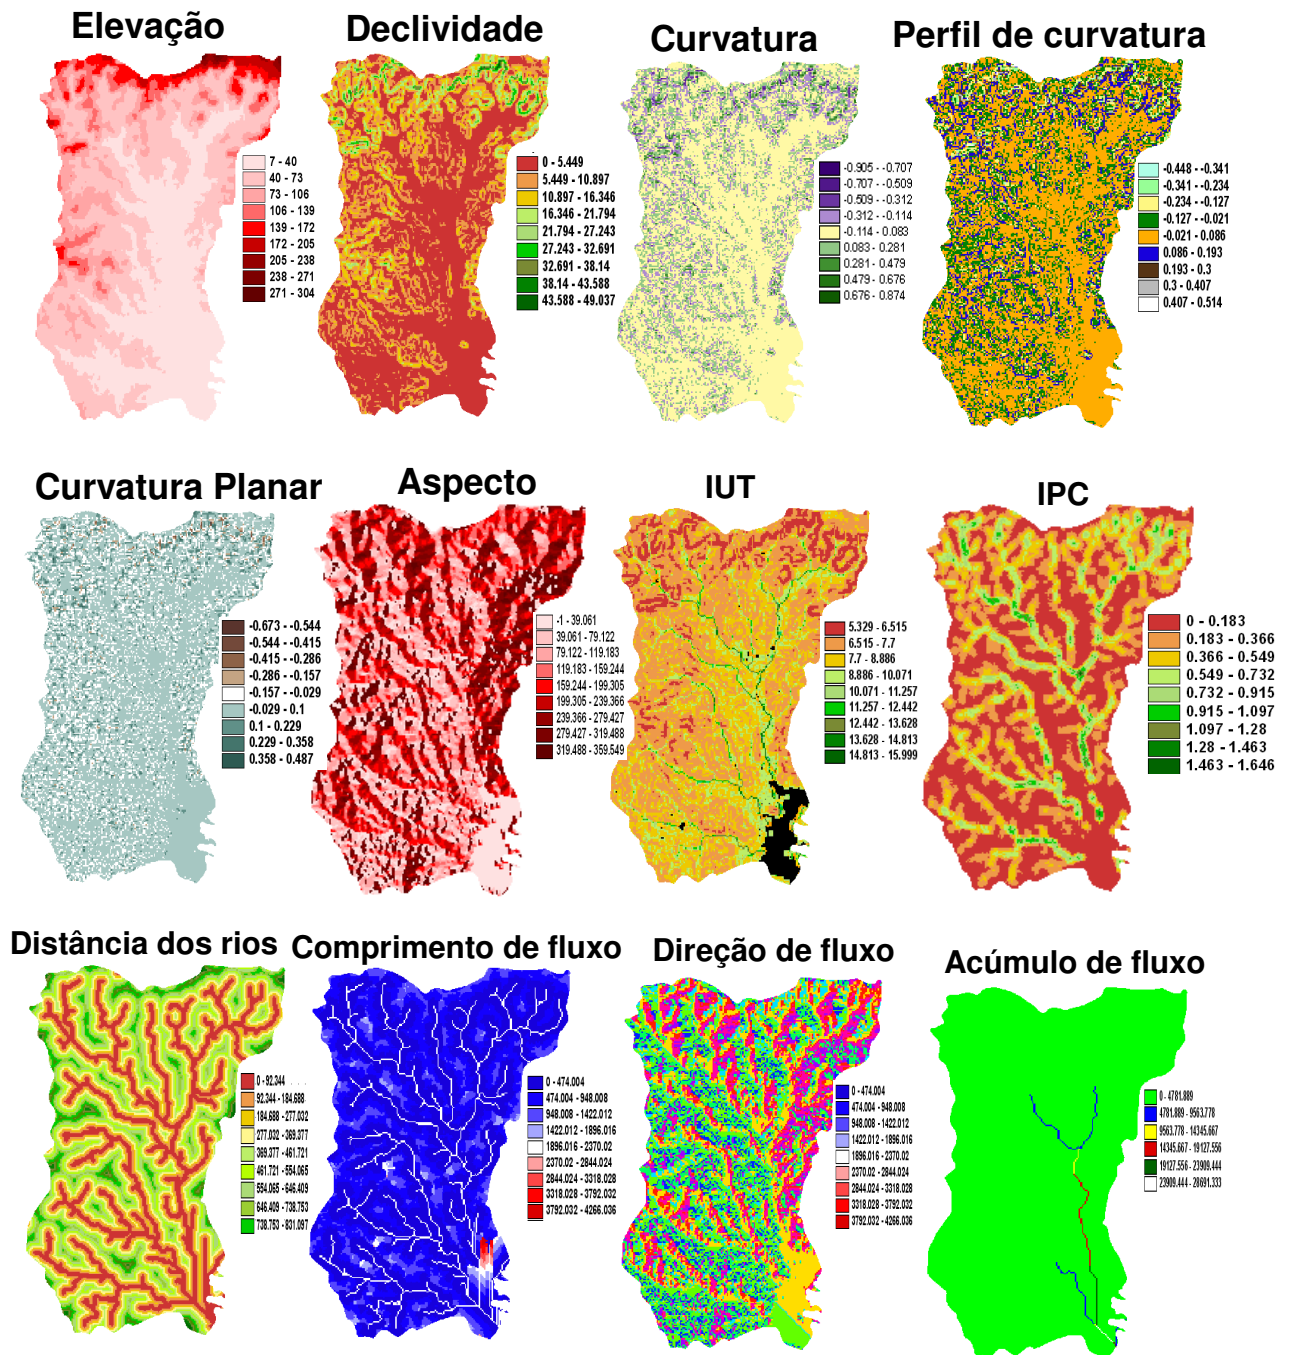 Elevação
Declividade
Curvatura
Perfil de curvatura
7 - 40
40 - 73
73 - 106
106 - 139
139 - 172
172 - 205
205 - 238
238 - 271
271 - 304
0 - 5.449
5.449 - 10.897
10.897 - 16.346
16.346 - 21.794
21.794 - 27.243
27.243 - 32.691
32.691 - 38.14
38.14 - 43.588
43.588 - 49.037
-0.905 - -0.707
-0.707 - -0.509
-0.509 - -0.312
-0.312 - -0.114
-0.114 - 0.083
0.083 - 0.281
0.281 - 0.479
0.479 - 0.676
0.676 - 0.874
-0.448 - -0.341
-0.341 - -0.234
-0.234 - -0.127
-0.127 - -0.021
-0.021 - 0.086
0.086 - 0.193
0.193 - 0.3
0.3 - 0.407
0.407 - 0.514
Curvatura Planar
Aspecto
IUT
IPC
-0.673 - -0.544
-0.544 - -0.415
-0.415 - -0.286
-0.286 - -0.157
-0.157 - -0.029
-0.029 - 0.1
0.1 - 0.229
0.229 - 0.358
0.358 - 0.487
-1 - 39.061
39.061 - 79.122
79.122 - 119.183
119.183 - 159.244
159.244 - 199.305
199.305 - 239.366
239.366 - 279.427
279.427 - 319.488
319.488 - 359.549
5.329 - 6.515
6.515 - 7.7
7.7 - 8.886
8.886 - 10.071
10.071 - 11.257
11.257 - 12.442
12.442 - 13.628
13.628 - 14.813
14.813 - 15.999
0 - 0.183
0.183 - 0.366
0.366 - 0.549
0.549 - 0.732
0.732 - 0.915
0.915 - 1.097
1.097 - 1.28
1.28 - 1.463
1.463 - 1.646
Distância dos rios
Comprimento de fluxo
Direção de fluxo
Acúmulo de fluxo
0 - 92.344
92.344 - 184.688
184.688 - 277.032
277.032 - 369.377
369.377 - 461.721
461.721 - 554.065
554.065 - 646.409
646.409 - 738.753
738.753 - 831.097
0 - 474.004
474.004 - 948.008
948.008 - 1422.012
1422.012 - 1896.016
1896.016 - 2370.02
2370.02 - 2844.024
2844.024 - 3318.028
3318.028 - 3792.032
3792.032 - 4266.036
0 - 474.004
474.004 - 948.008
948.008 - 1422.012
1422.012 - 1896.016
1896.016 - 2370.02
2370.02 - 2844.024
2844.024 - 3318.028
3318.028 - 3792.032
3792.032 - 4266.036
0 - 4781.889
4781.889 - 9563.778
9563.778 - 14345.667
14345.667 - 19127.556
19127.556 - 23909.444
23909.444 - 28691.333